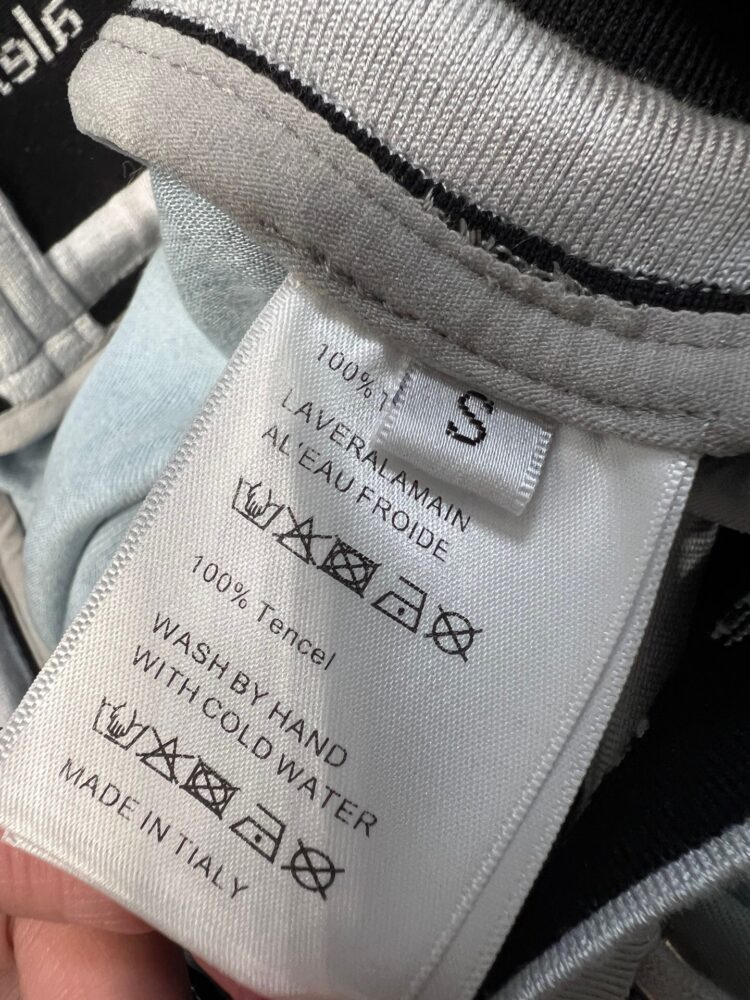 S
100%
LAVERALAMAIN
AL'EAU FROIDE
100% Tencel
WASH BY HAND
WITH COLD WATER
MADE IN TIALY